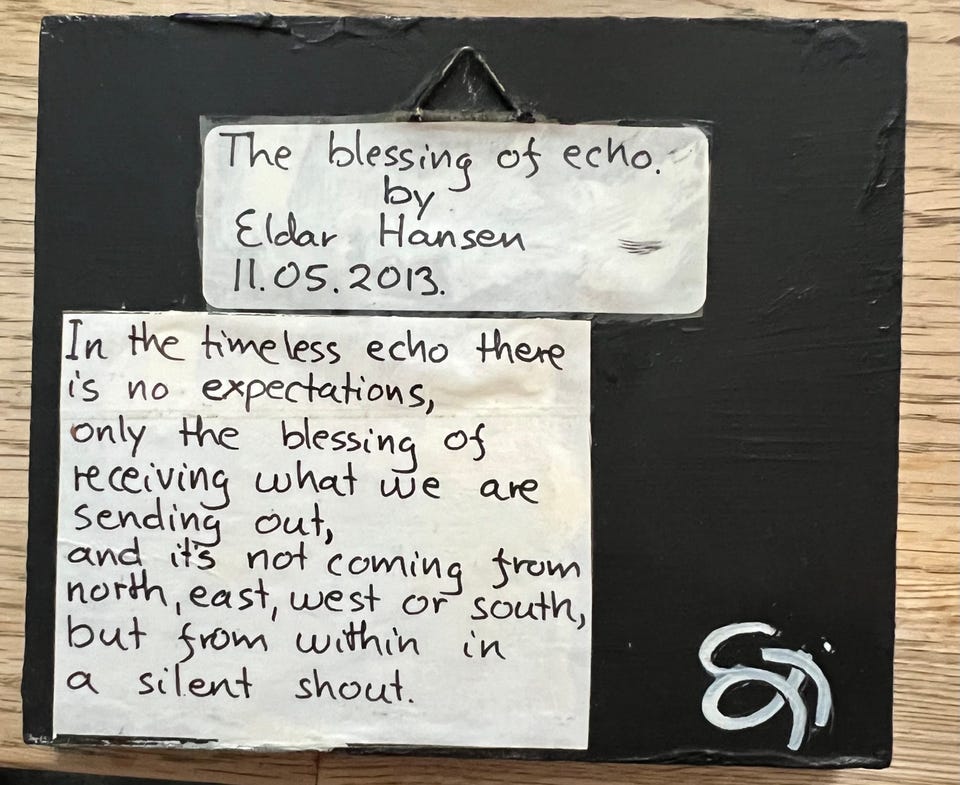 The blessing of echo.
by
Eldar Hansen
11.05.2013.
In the timeless echo there
is no expectations,
only the blessing of
receiving what we are
sending out,
and it's not coming from
north, east, west or south,
but from within in
a silent shout.